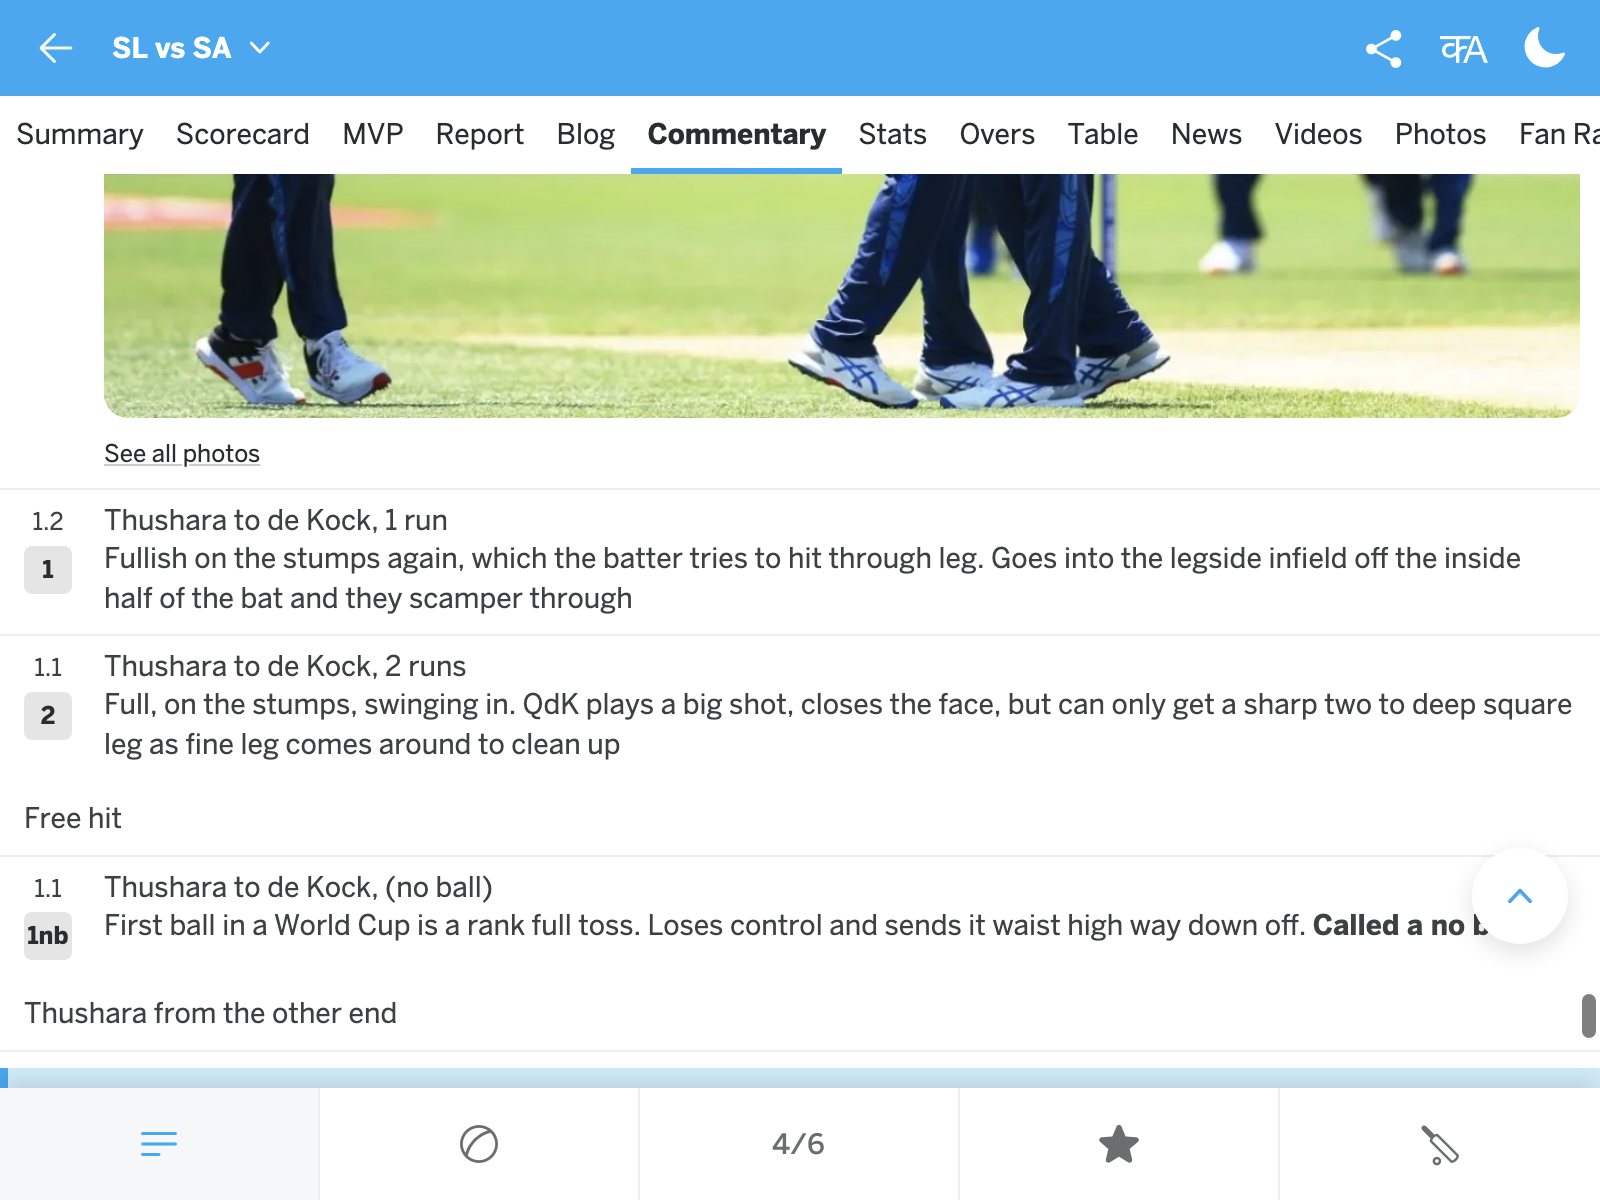 SL vs SA
क A
Summary Scorecard MVP Report Blog Commentary Stats Overs Table News Videos Photos Fan
See all photos
1.2 Thushara to de Kock, 1 run
1 Fullish on the stumps again, which the batter tries to hit through leg. Goes into the legside infield off the inside
half of the bat and they scamper through
1.1 Thushara to de Kock, 2 runs
2 Full, on the stumps, swinging in. QdK plays a big shot, closes the face, but can only get a sharp two to deep square
leg as fine leg comes around to clean up
Free hit
1.1 Thushara to de Kock, (no ball)
1nb First ball in a World Cup is a rank full toss. Loses control and sends it waist high way down off. Called a no
Thushara from the other end
4/6